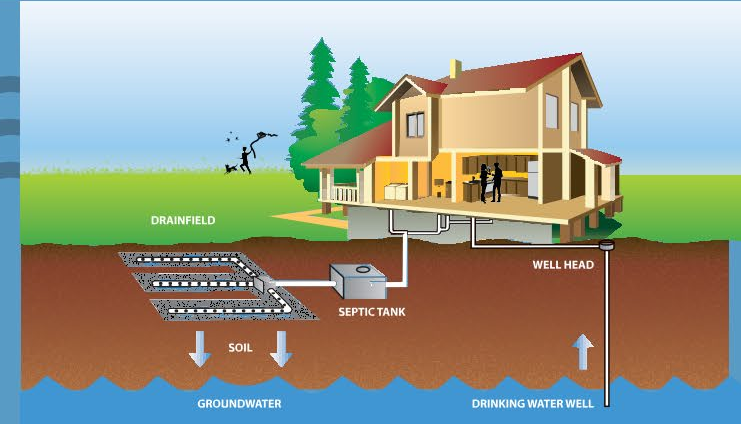 DRAINFIELD
WELL HEAD
SEPTIC TANK
SOIL
GROUNDWATER
DRINKING WATER WELL